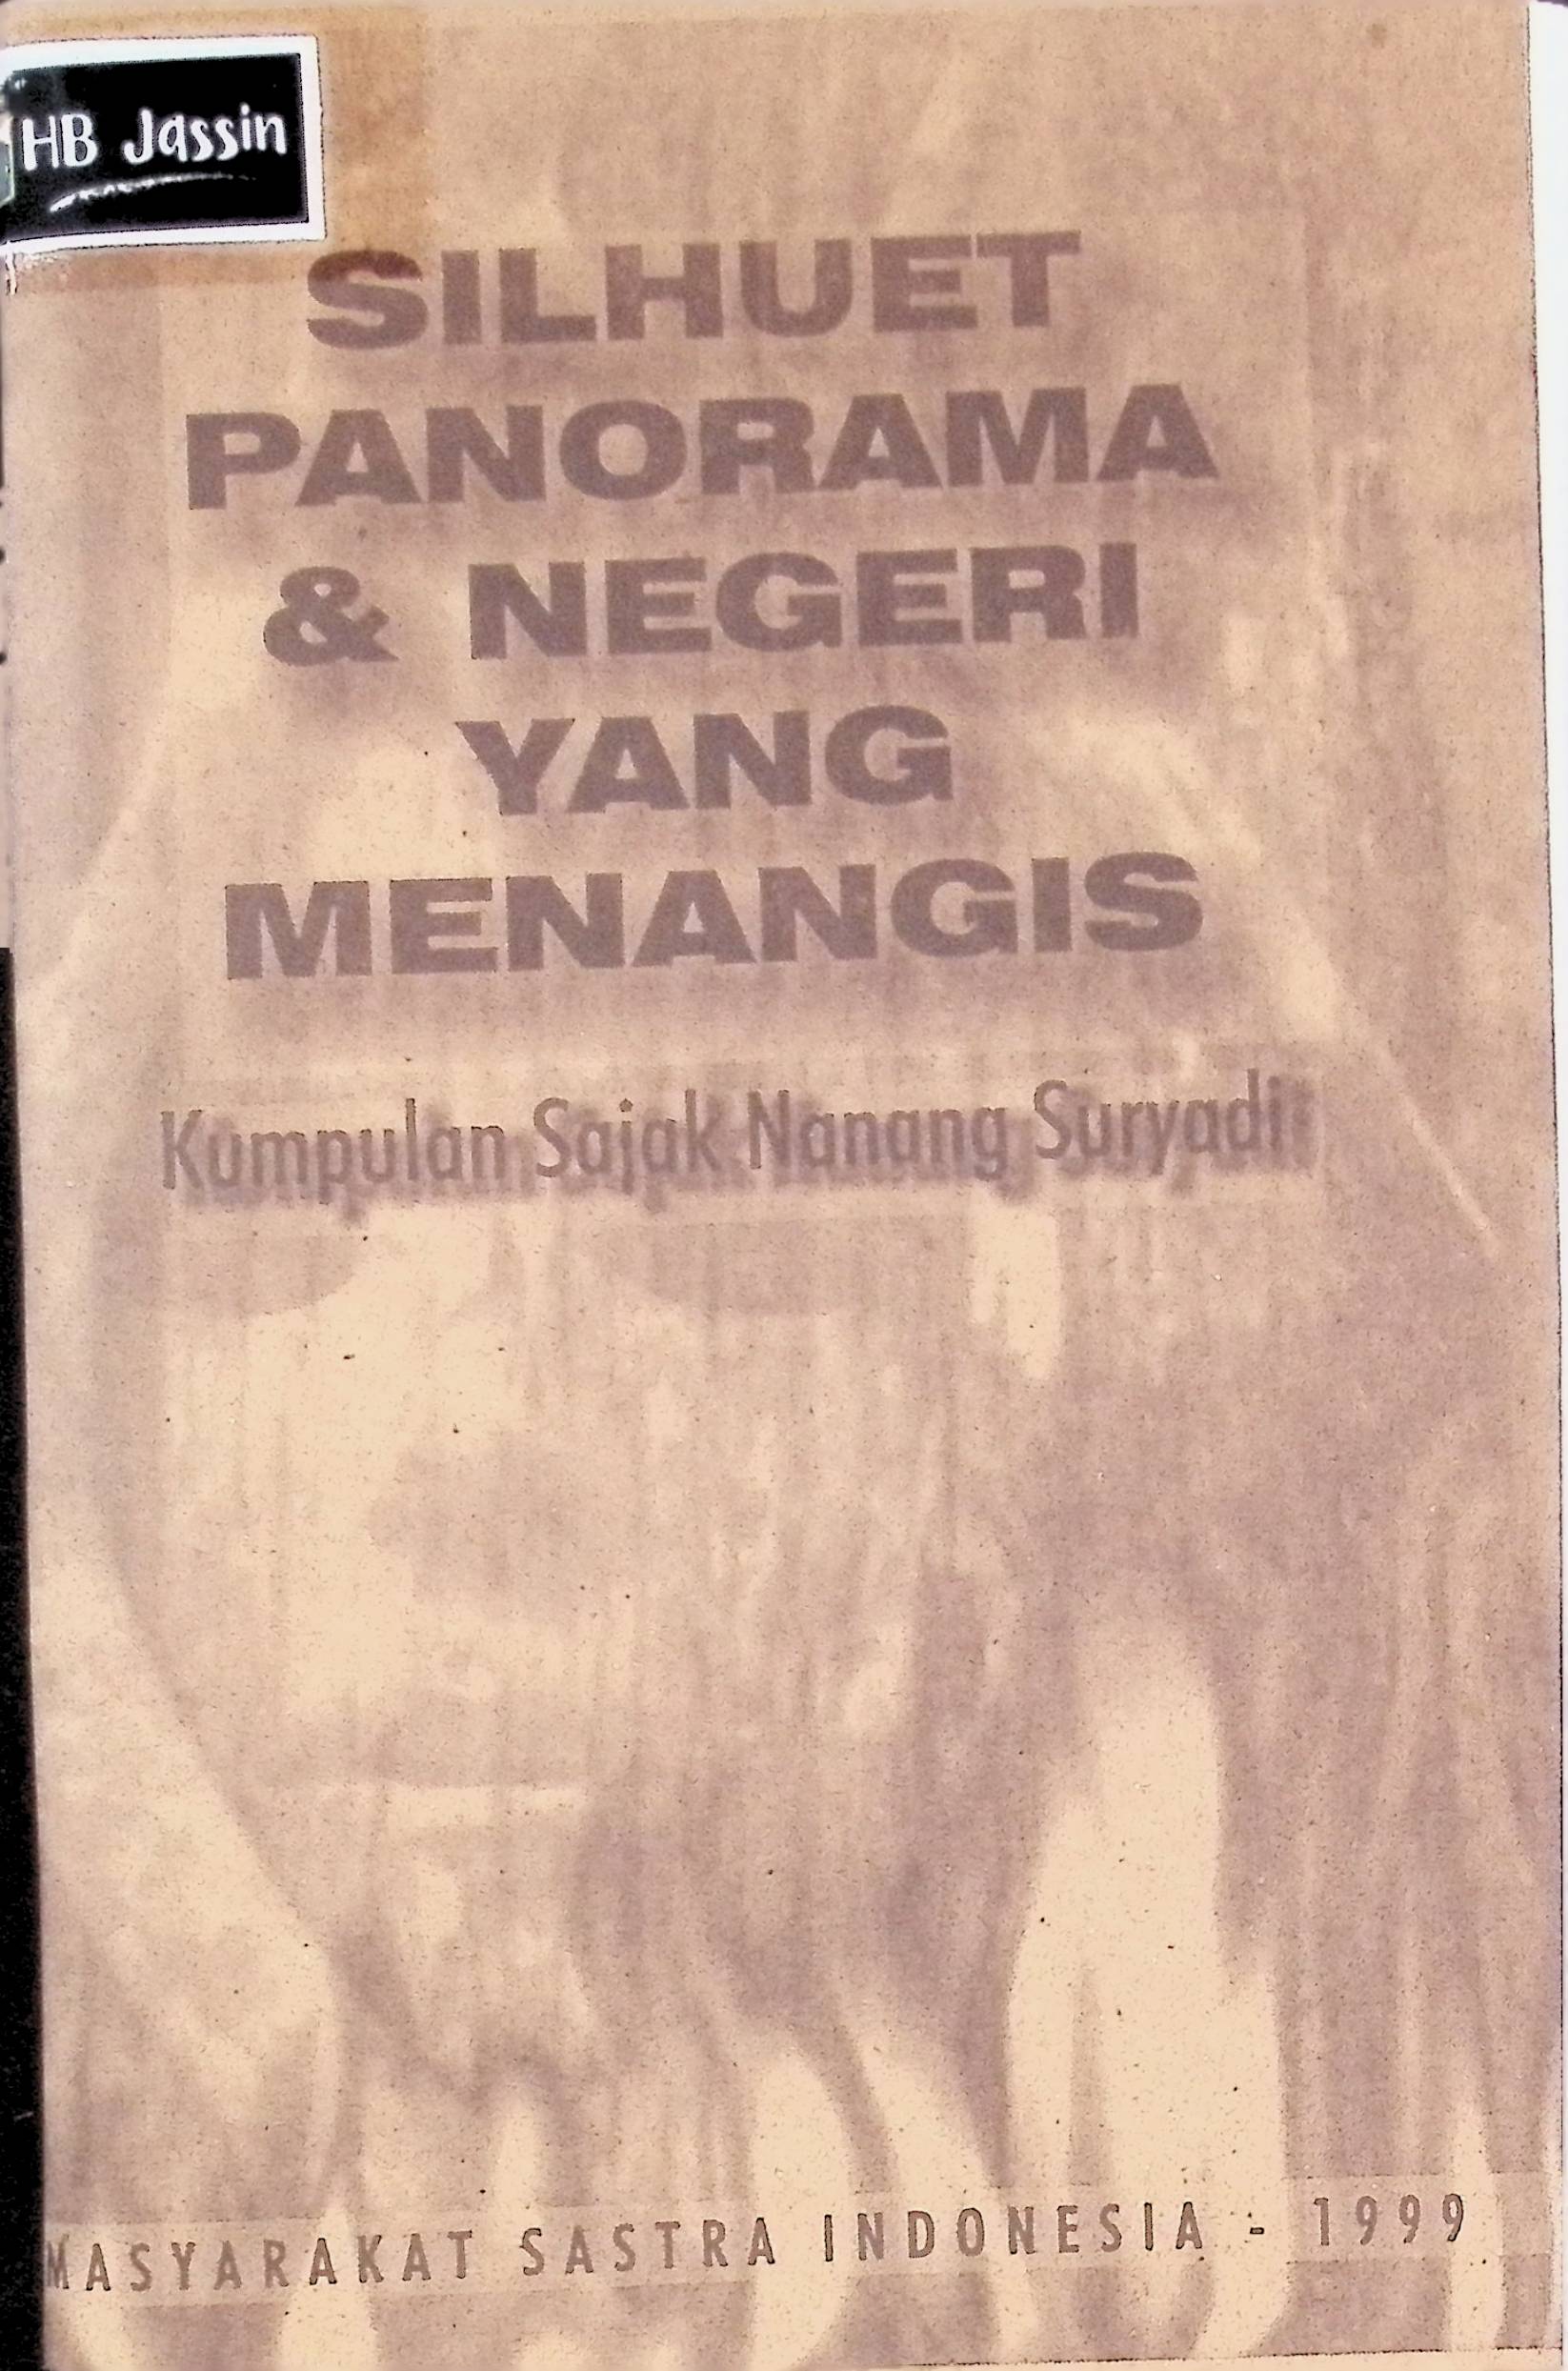 HB Jassin
SILHUET
PANORAMA
& NEGERI
YANG
MENANGIS
Kumpulan Sajak Nanang Suryadi
MASYARAKAT SASTRA INDONESIA - 1999